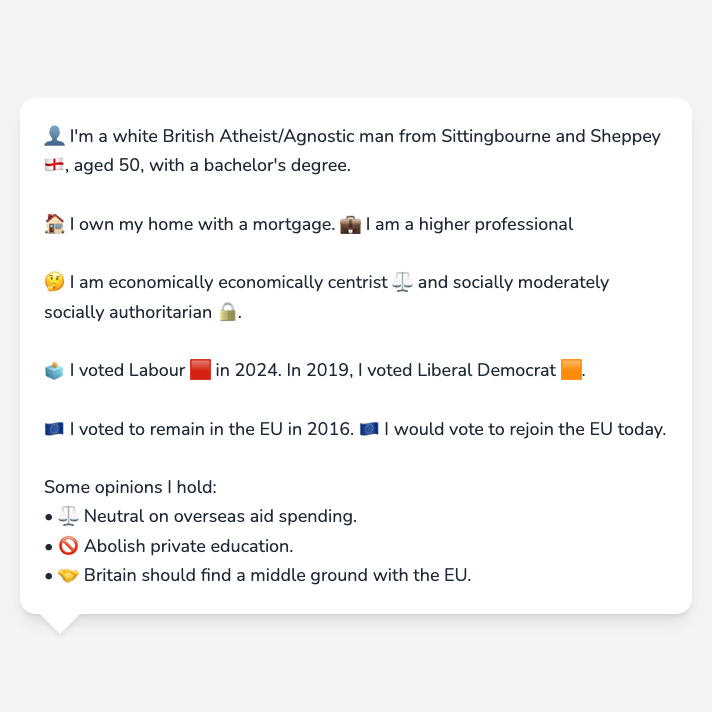 👤 I'm a white British Atheist/Agnostic man from Sittingbourne and Sheppey
🏴󠁧󠁢󠁥󠁮󠁧󠁿, aged 50, with a bachelor's degree.
🏠 I own my home with a mortgage. 💼 I am a higher professional
🤔 I am economically economically centrist ⚖️ and socially moderately
socially authoritarian 🔒.
🗳️ I voted Labour 🟥 in 2024. In 2019, I voted Liberal Democrat 🟧.
🇪🇺 I voted to remain in the EU in 2016. 🇪🇺 I would vote to rejoin the EU today.
Some opinions I hold:
• ⚖️ Neutral on overseas aid spending.
• 🚫 Abolish private education.
• 🤝 Britain should find a middle ground with the EU.